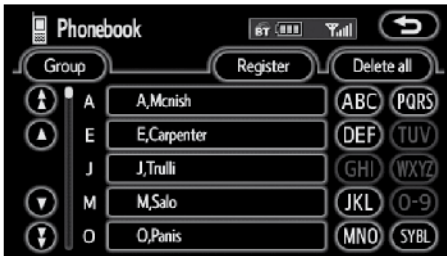 Phonebook BT
Group Register Delete all
A A,Mcnish ABC PQRS
E E,Carpenter DEF TUV
J J,Trulli GHI WXYZ
M M,Salo JKL 0-9
O O,Panis MNO SYBL